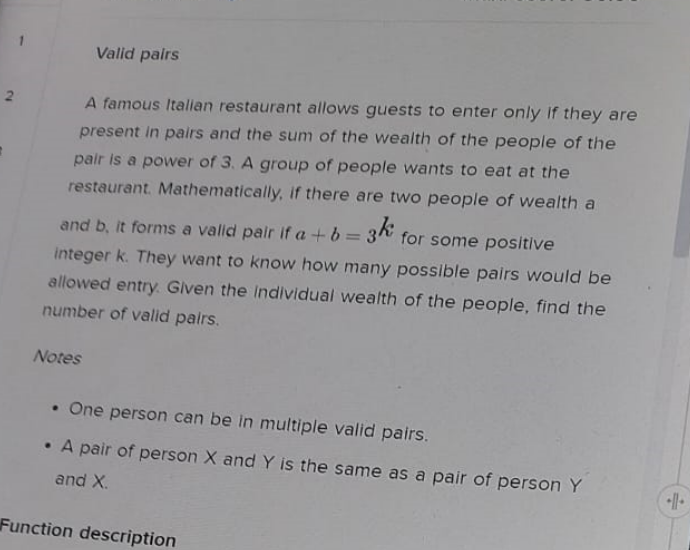 1
Valid pairs
2
A famous Italian restaurant allows guests to enter only if they are
present in pairs and the sum of the wealth of the people of the
pair is a power of 3. A group of people wants to eat at the
restaurant. Mathematically, if there are two people of wealth a
and b, it forms a valid pair if a + b = 3^k for some positive
integer k. They want to know how many possible pairs would be
allowed entry. Given the individual wealth of the people, find the
number of valid pairs.
Notes
• One person can be in multiple valid pairs.
• A pair of person X and Y is the same as a pair of person Y
and X.
Function description